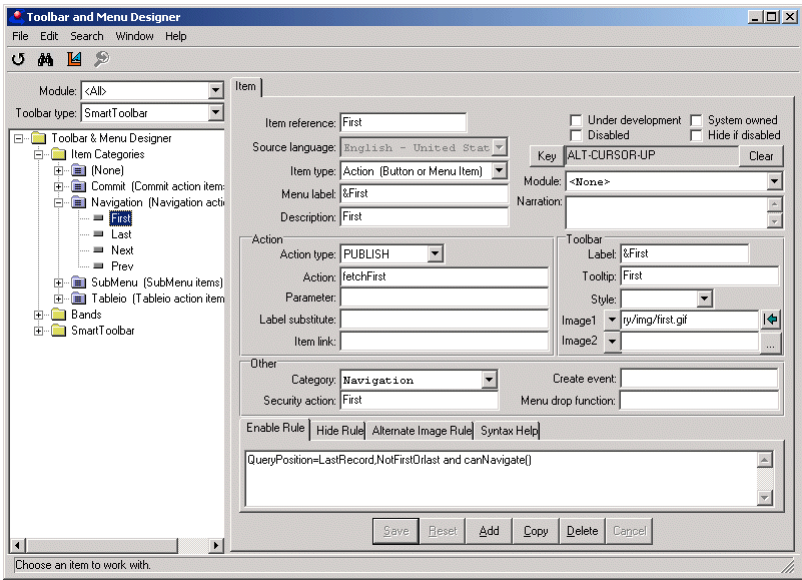 Toolbar and Menu Designer
File Edit Search Window Help
Module: <All>
Toolbar type: SmartToolbar
Toolbar & Menu Designer
Item Categories
(None)
Commit (Commit action item:
Navigation (Navigation acti
First
Last
Next
Prev
SubMenu (SubMenu items)
Tableio (Tableio action item
Bands
SmartToolbar
Item
Item reference: First
Source language: English - United Stat
Item type: Action (Button or Menu Item)
Menu label: &First
Description: First
Under development System owned
Disabled Hide if disabled
Key ALT-CURSOR-UP Clear
Module: <None>
Narration:
Action
Action type: PUBLISH
Action: fetchFirst
Parameter:
Label substitute:
Item link:
Toolbar
Label: &First
Tooltip: First
Style:
Image1 ry/img/first.gif
Image2 ...
Other
Category: Navigation
Security action: First
Create event:
Menu drop function:
Enable Rule Hide Rule Alternate Image Rule Syntax Help
QueryPosition=LastRecord,NotFirstOrlast and canNavigate()
Save Reset Add Copy Delete Cancel
Choose an item to work with.